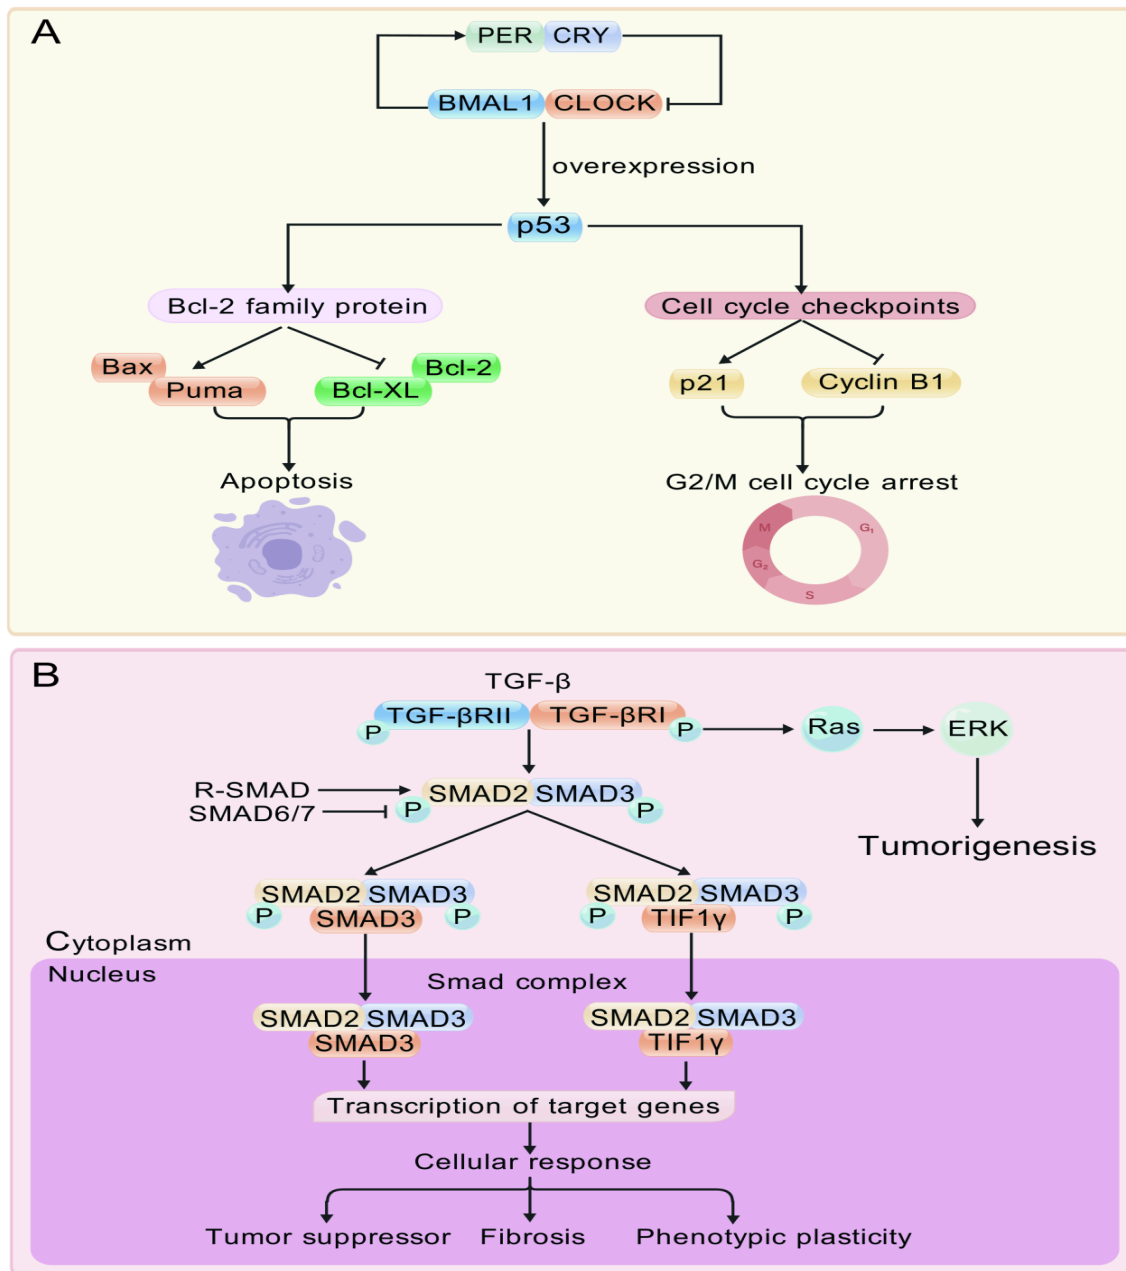 A
PER CRY
BMAL1 CLOCK
overexpression
p53
Bcl-2 family protein
Cell cycle checkpoints
Bax
Puma
Bcl-2
Bcl-XL
p21
Cyclin B1
Apoptosis
G2/M cell cycle arrest
M
G₁
G₂
S
B
TGF-β
TGF-βRII TGF-βRI
P
P
Ras
ERK
R-SMAD
SMAD6/7
SMAD2 SMAD3
P
P
Tumorigenesis
SMAD2 SMAD3
P
SMAD3
P
SMAD2 SMAD3
P
TIF1γ
P
Cytoplasm
Nucleus
Smad complex
SMAD2 SMAD3
SMAD3
SMAD2 SMAD3
TIF1γ
Transcription of target genes
Cellular response
Tumor suppressor
Fibrosis
Phenotypic plasticity